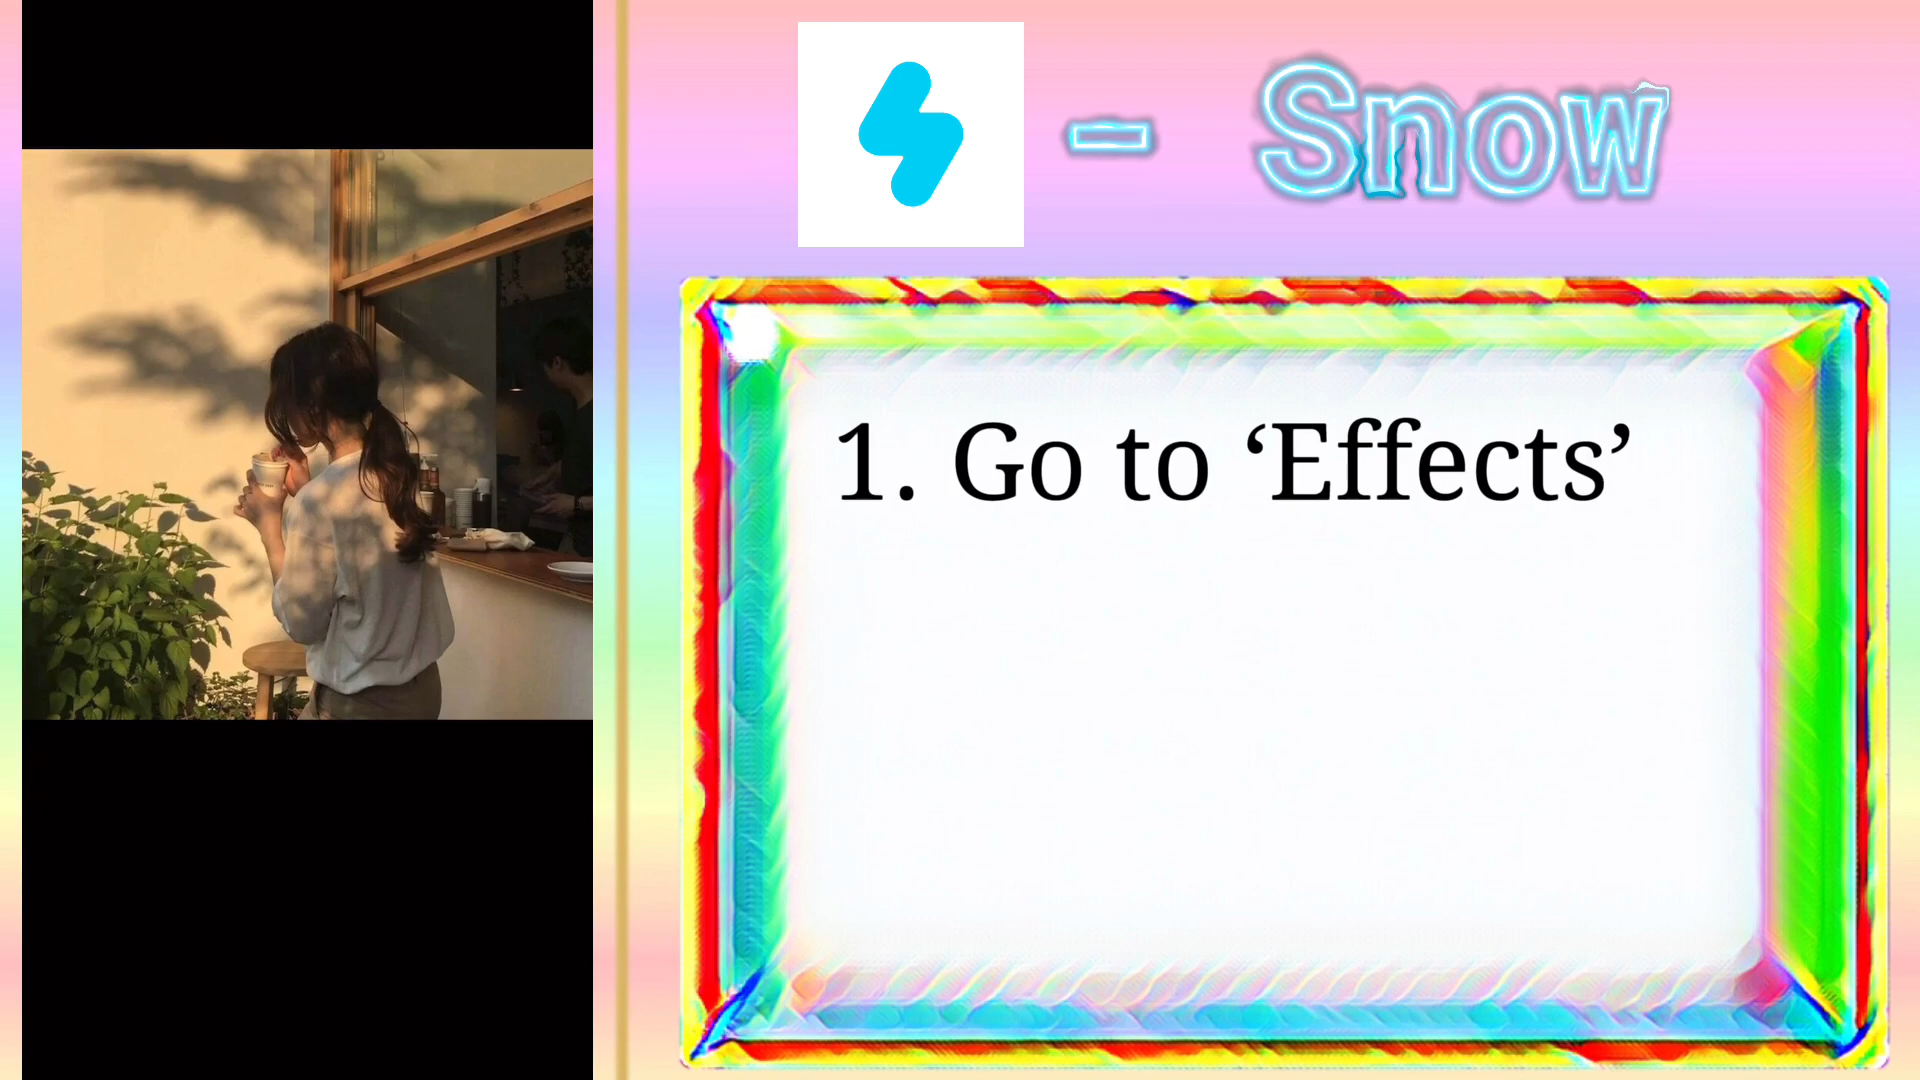 - Snow
1. Go to ‘Effects’